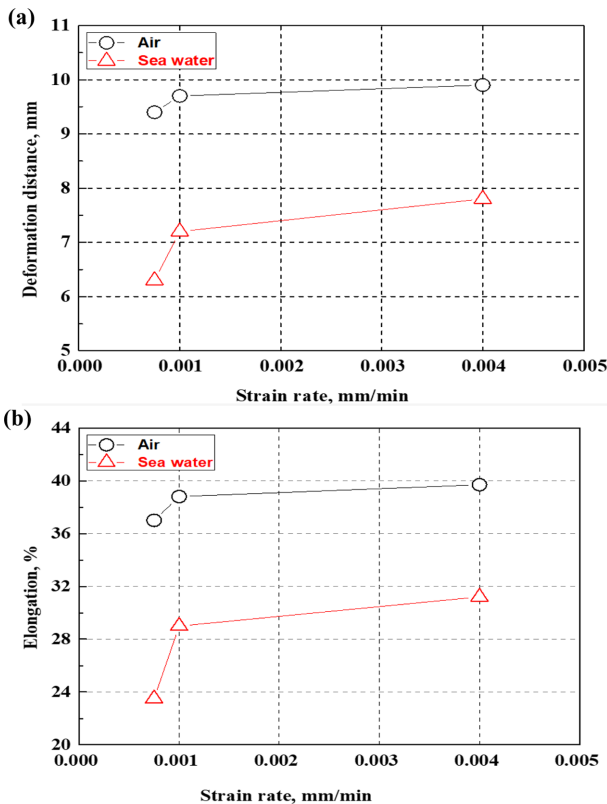 (a)
11
10
9
8
7
6
5
Deformation distance, mm
Air
Sea water
0.000 0.001 0.002 0.003 0.004 0.005
Strain rate, mm/min
(b)
44
40
36
32
28
24
20
Elongation, %
Air
Sea water
0.000 0.001 0.002 0.003 0.004 0.005
Strain rate, mm/min